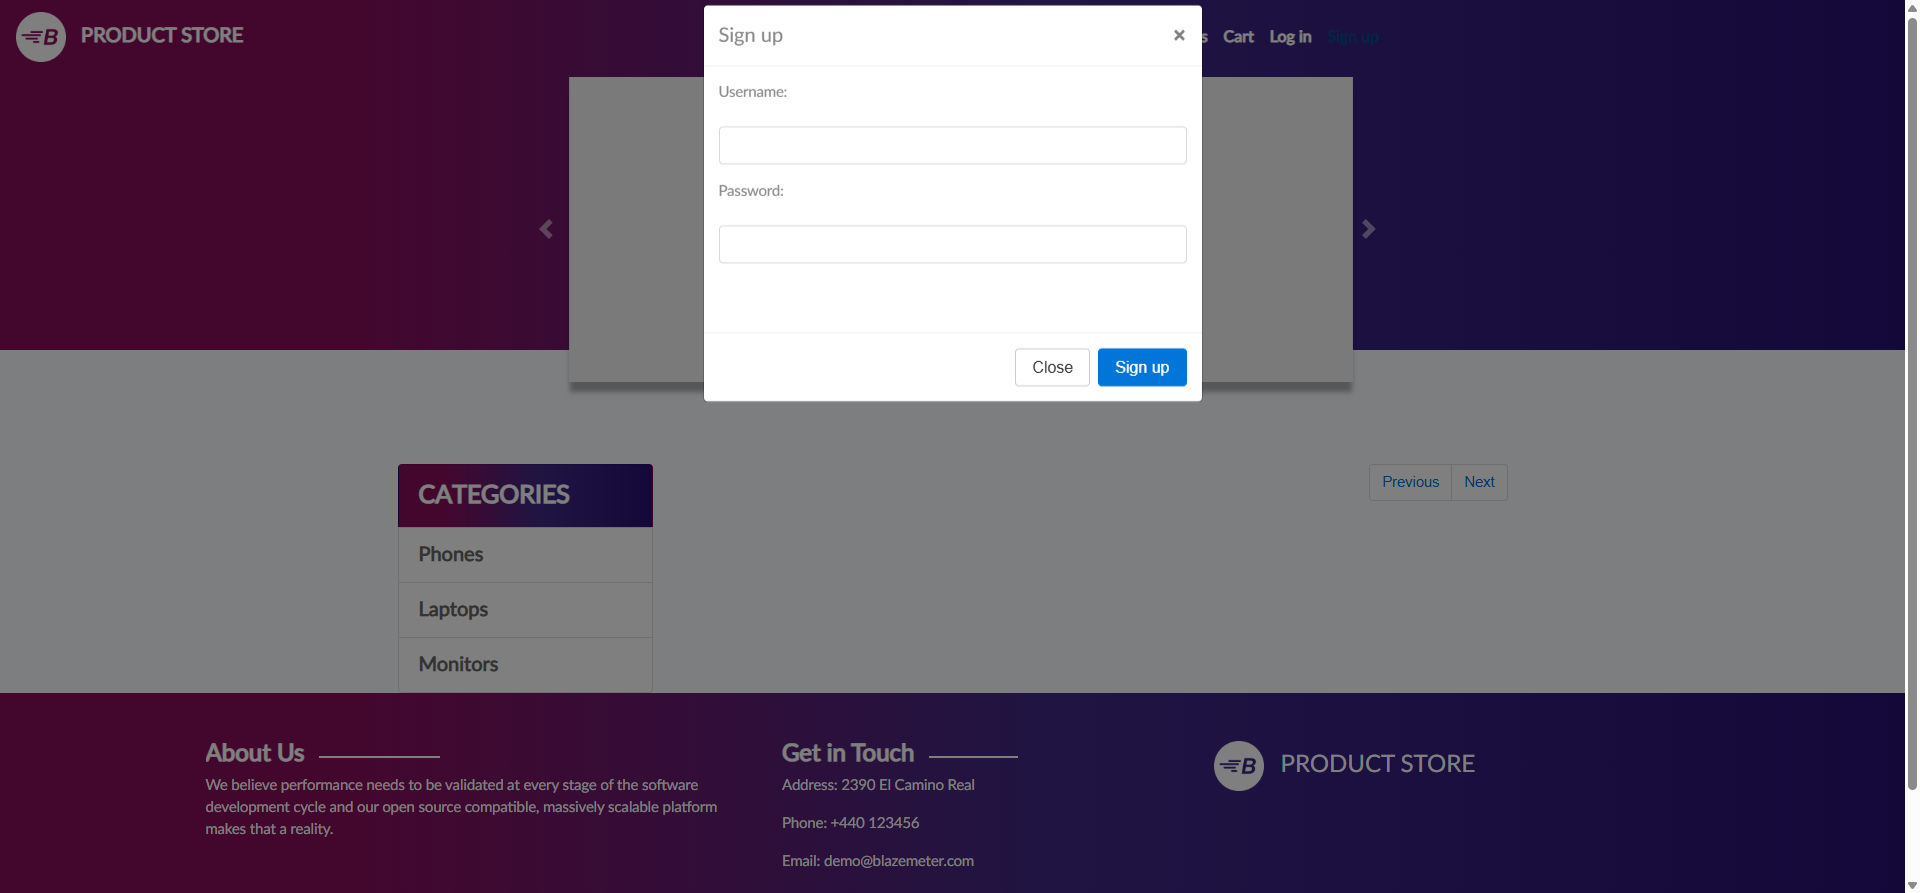 B PRODUCT STORE
Sign up ×
s Cart Log in Sign up
Username:
Password:
Close Sign up
CATEGORIES
Phones
Laptops
Monitors
Previous Next
About Us
We believe performance needs to be validated at every stage of the software
development cycle and our open source compatible, massively scalable platform
makes that a reality.
Get in Touch
Address: 2390 El Camino Real
Phone: +440 123456
Email: demo@blazemeter.com
B PRODUCT STORE